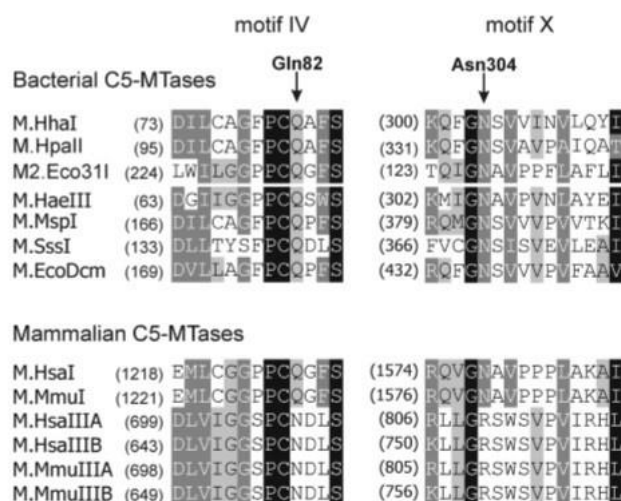 motif IV motif X
Gln82 Asn304
Bacterial C5-MTases
M.HhaI (73) DILCAGFPCQAFS (300) KQFGNSVVINVLQYI
M.HpaII (95) DILCAGFPCQAFS (331) KQFGNSVAVPAIQAT
M2.Eco31I (224) LWILGGPPCQGFS (123) TQIGNAVPPFLAFLI
M.HaeIII (63) DGIIGGPPCQSWS (302) KMIGNAVPVNLAYEI
M.MspI (166) DILCAGFPCQPFS (379) RQMGNSVVVPVVTKI
M.SssI (133) DLLTYSFPCQDLS (366) FVCGNSISVEVLEAI
M.EcoDcm (169) DVLLAGFPCQPFS (432) RQFGNSVVVPVFAAV
Mammalian C5-MTases
M.HsaI (1218) EMLCGGPPCQGFS (1574) RQVGNAVPPPLAKAI
M.MmuI (1221) EMLCGGPPCQGFS (1576) RQVGNAVPPPLAKAI
M.HsaIIIA (699) DLVIGGSPCNDLS (806) RLLGRSWSVPVIRHL
M.HsaIIIB (643) DLVIGGSPCNDLS (750) KLLGRSWSVPVIRHL
M.MmuIIIA (698) DLVIGGSPCNDLS (805) RLLGRSWSVPVIRHL
M.MmuIIIB (649) DLVIGGSPCNDLS (756) KLLGRSWSVPVIRHL